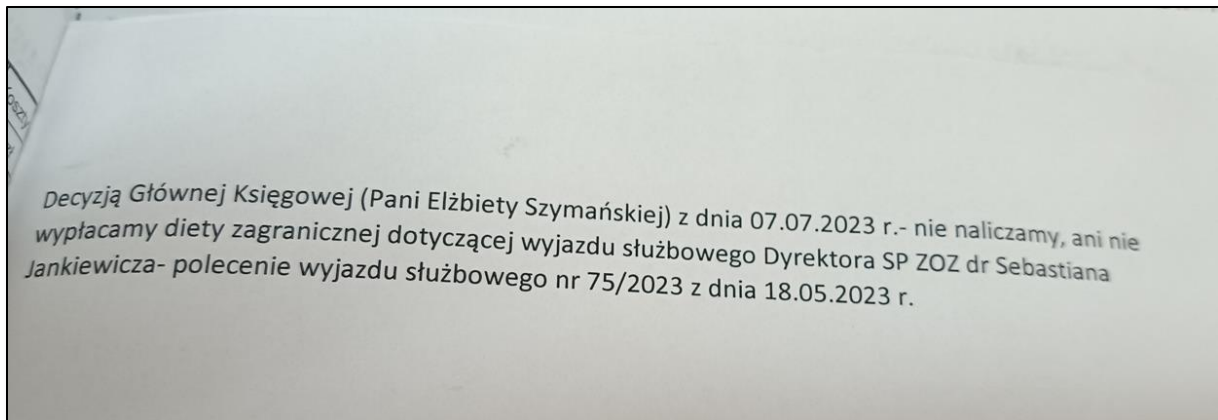 Koszty
Decyzją Głównej Księgowej (Pani Elżbiety Szymańskiej) z dnia 07.07.2023 r.- nie naliczamy, ani nie
wypłacamy diety zagranicznej dotyczącej wyjazdu służbowego Dyrektora SP ZOZ dr Sebastiana
Jankiewicza- polecenie wyjazdu służbowego nr 75/2023 z dnia 18.05.2023 r.